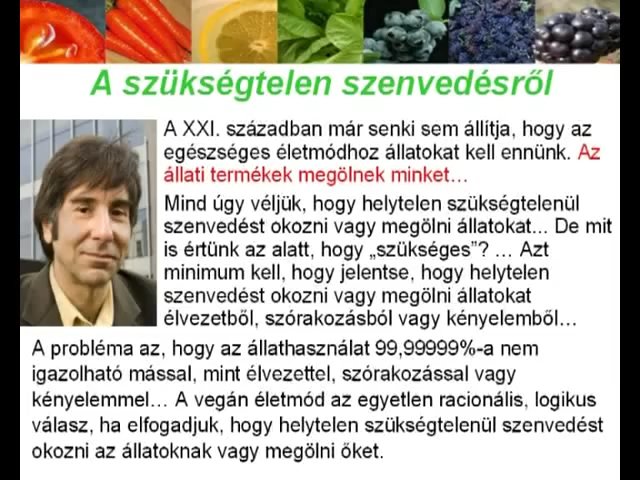 A szükségtelen szenvedésről
A XXI. században már senki sem állítja, hogy az
egészséges életmódhoz állatokat kell ennünk. Az
állati termékek megölnek minket…
Mind úgy véljük, hogy helytelen szükségtelenül
szenvedést okozni vagy megölni állatokat... De mit
is értünk az alatt, hogy „szükséges”? ... Azt
minimum kell, hogy jelentse, hogy helytelen
szenvedést okozni vagy megölni állatokat
élvezetből, szórakozásból vagy kényelemből…
A probléma az, hogy az állathasználat 99,99999%-a nem
igazolható mással, mint élvezettel, szórakozással vagy
kényelemmel… A vegán életmód az egyetlen racionális, logikus
válasz, ha elfogadjuk, hogy helytelen szükségtelenül szenvedést
okozni az állatoknak vagy megölni őket.